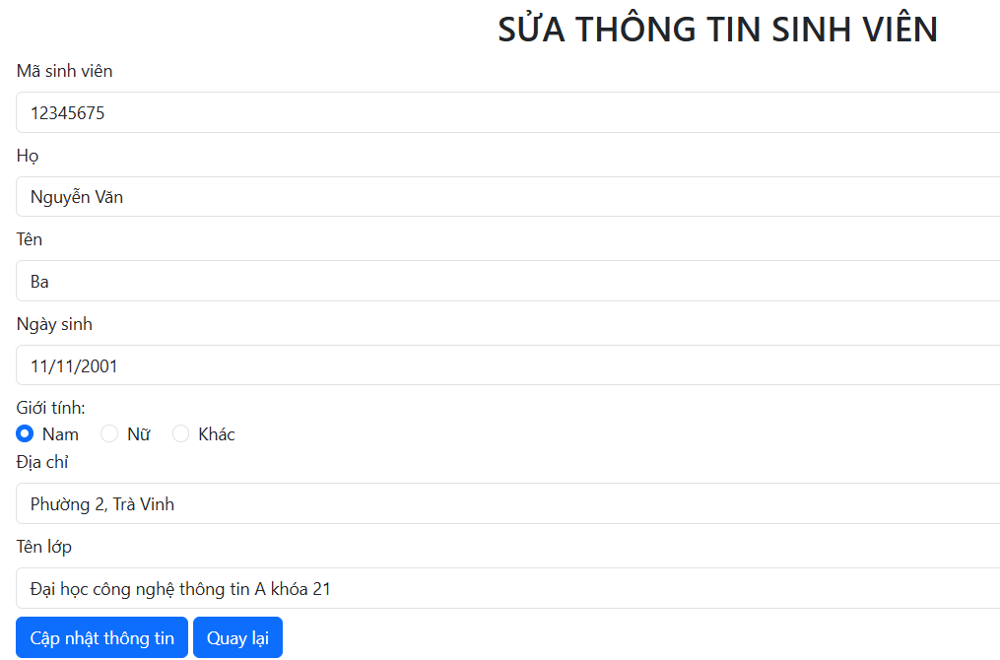 SỬA THÔNG TIN SINH VIÊN
Mã sinh viên
12345675
Họ
Nguyễn Văn
Tên
Ba
Ngày sinh
11/11/2001
Giới tính:
Nam Nữ Khác
Địa chỉ
Phường 2, Trà Vinh
Tên lớp
Đại học công nghệ thông tin A khóa 21
Cập nhật thông tin Quay lại